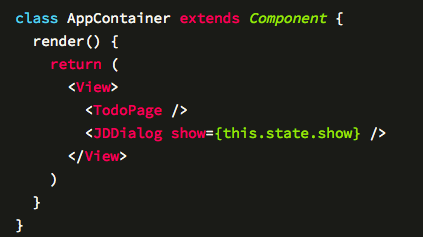 class AppContainer extends Component {
  render() {
    return (
      <View>
        <TodoPage />
        <JDDialog show={this.state.show} />
      </View>
    )
  }
}